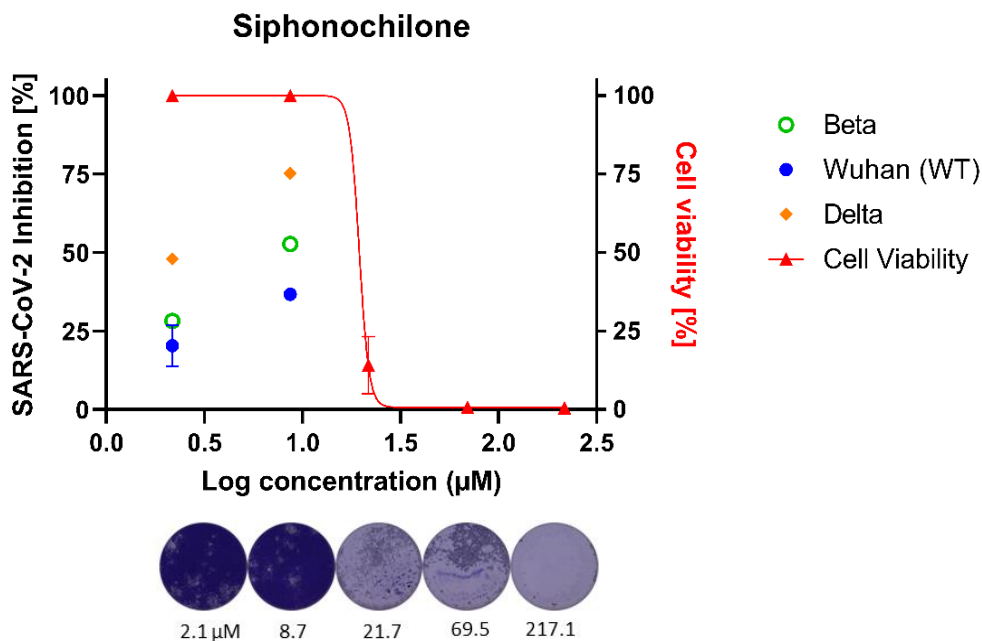 Siphonochilone
SARS-CoV-2 Inhibition [%]
100
75
50
25
0
100
75
50
25
0
Cell viability [%]
0.0 0.5 1.0 1.5 2.0 2.5
Log concentration (µM)
Beta
Wuhan (WT)
Delta
Cell Viability
2.1 µM 8.7 21.7 69.5 217.1